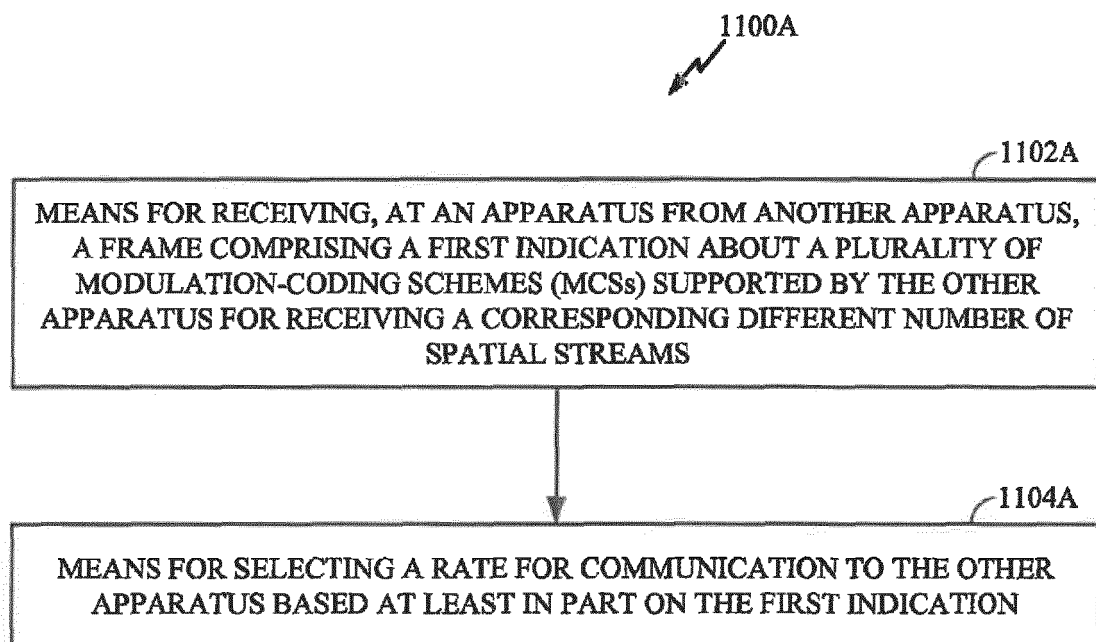 1100A
1102A
MEANS FOR RECEIVING, AT AN APPARATUS FROM ANOTHER APPARATUS,
A FRAME COMPRISING A FIRST INDICATION ABOUT A PLURALITY OF
MODULATION-CODING SCHEMES (MCSs) SUPPORTED BY THE OTHER
APPARATUS FOR RECEIVING A CORRESPONDING DIFFERENT NUMBER OF
SPATIAL STREAMS
1104A
MEANS FOR SELECTING A RATE FOR COMMUNICATION TO THE OTHER
APPARATUS BASED AT LEAST IN PART ON THE FIRST INDICATION